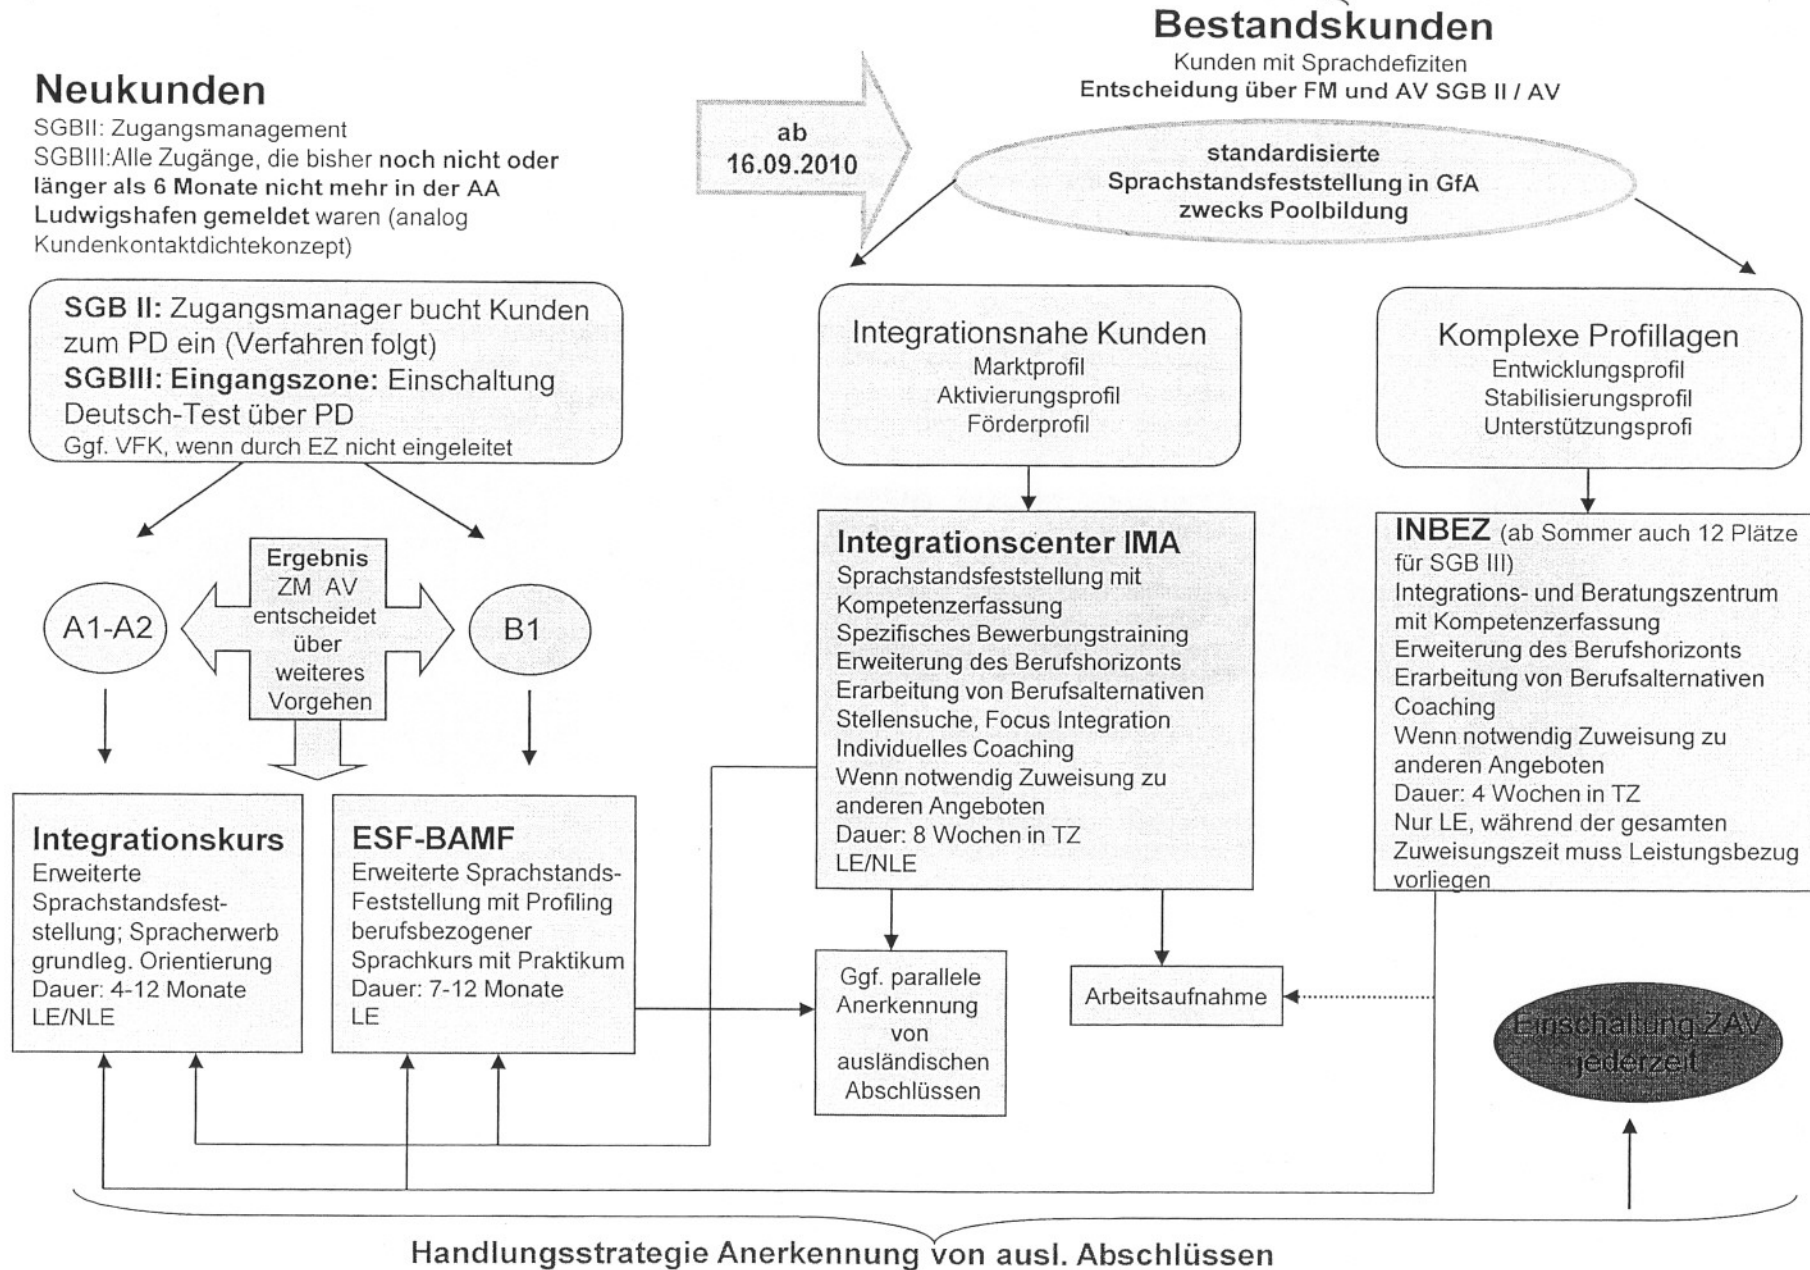 Neukunden
SGBII: Zugangsmanagement
SGBIII:Alle Zugänge, die bisher noch nicht oder
länger als 6 Monate nicht mehr in der AA
Ludwigshafen gemeldet waren (analog
Kundenkontaktdichtekonzept)
SGB II: Zugangsmanager bucht Kunden
zum PD ein (Verfahren folgt)
SGBIII: Eingangszone: Einschaltung
Deutsch-Test über PD
Ggf. VFK, wenn durch EZ nicht eingeleitet
A1-A2
Ergebnis
ZM AV
entscheidet
über
weiteres
Vorgehen
B1
Integrationskurs
Erweiterte
Sprachstandsfest-
stellung; Spracherwerb
grundleg. Orientierung
Dauer: 4-12 Monate
LE/NLE
ESF-BAMF
Erweiterte Sprachstands-
Feststellung mit Profiling
berufsbezogener
Sprachkurs mit Praktikum
Dauer: 7-12 Monate
LE
ab
16.09.2010
Bestandskunden
Kunden mit Sprachdefiziten
Entscheidung über FM und AV SGB II / AV
standardisierte
Sprachstandsfeststellung in GfA
zwecks Poolbildung
Integrationsnahe Kunden
Marktprofil
Aktivierungsprofil
Förderprofil
Komplexe Profillagen
Entwicklungsprofil
Stabilisierungsprofil
Unterstützungsprofi
Integrationscenter IMA
Sprachstandsfeststellung mit
Kompetenzerfassung
Spezifisches Bewerbungstraining
Erweiterung des Berufshorizonts
Erarbeitung von Berufsalternativen
Stellensuche, Focus Integration
Individuelles Coaching
Wenn notwendig Zuweisung zu
anderen Angeboten
Dauer: 8 Wochen in TZ
LE/NLE
INBEZ (ab Sommer auch 12 Plätze
für SGB III)
Integrations- und Beratungszentrum
mit Kompetenzerfassung
Erweiterung des Berufshorizonts
Erarbeitung von Berufsalternativen
Coaching
Wenn notwendig Zuweisung zu
anderen Angeboten
Dauer: 4 Wochen in TZ
Nur LE, während der gesamten
Zuweisungszeit muss Leistungsbezug
vorliegen
Ggf. parallele
Anerkennung
von
ausländischen
Abschlüssen
Arbeitsaufnahme
Einschaltung ZAV
jederzeit
Handlungsstrategie Anerkennung von ausl. Abschlüssen